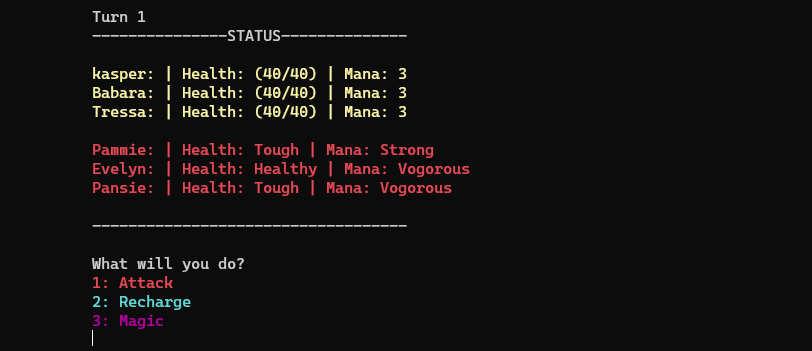 Turn 1
---------------STATUS--------------
kasper: | Health: (40/40) | Mana: 3
Babara: | Health: (40/40) | Mana: 3
Tressa: | Health: (40/40) | Mana: 3
Pammie: | Health: Tough | Mana: Strong
Evelyn: | Health: Healthy | Mana: Vogorous
Pansie: | Health: Tough | Mana: Vogorous
-----------------------------------
What will you do?
1: Attack
2: Recharge
3: Magic